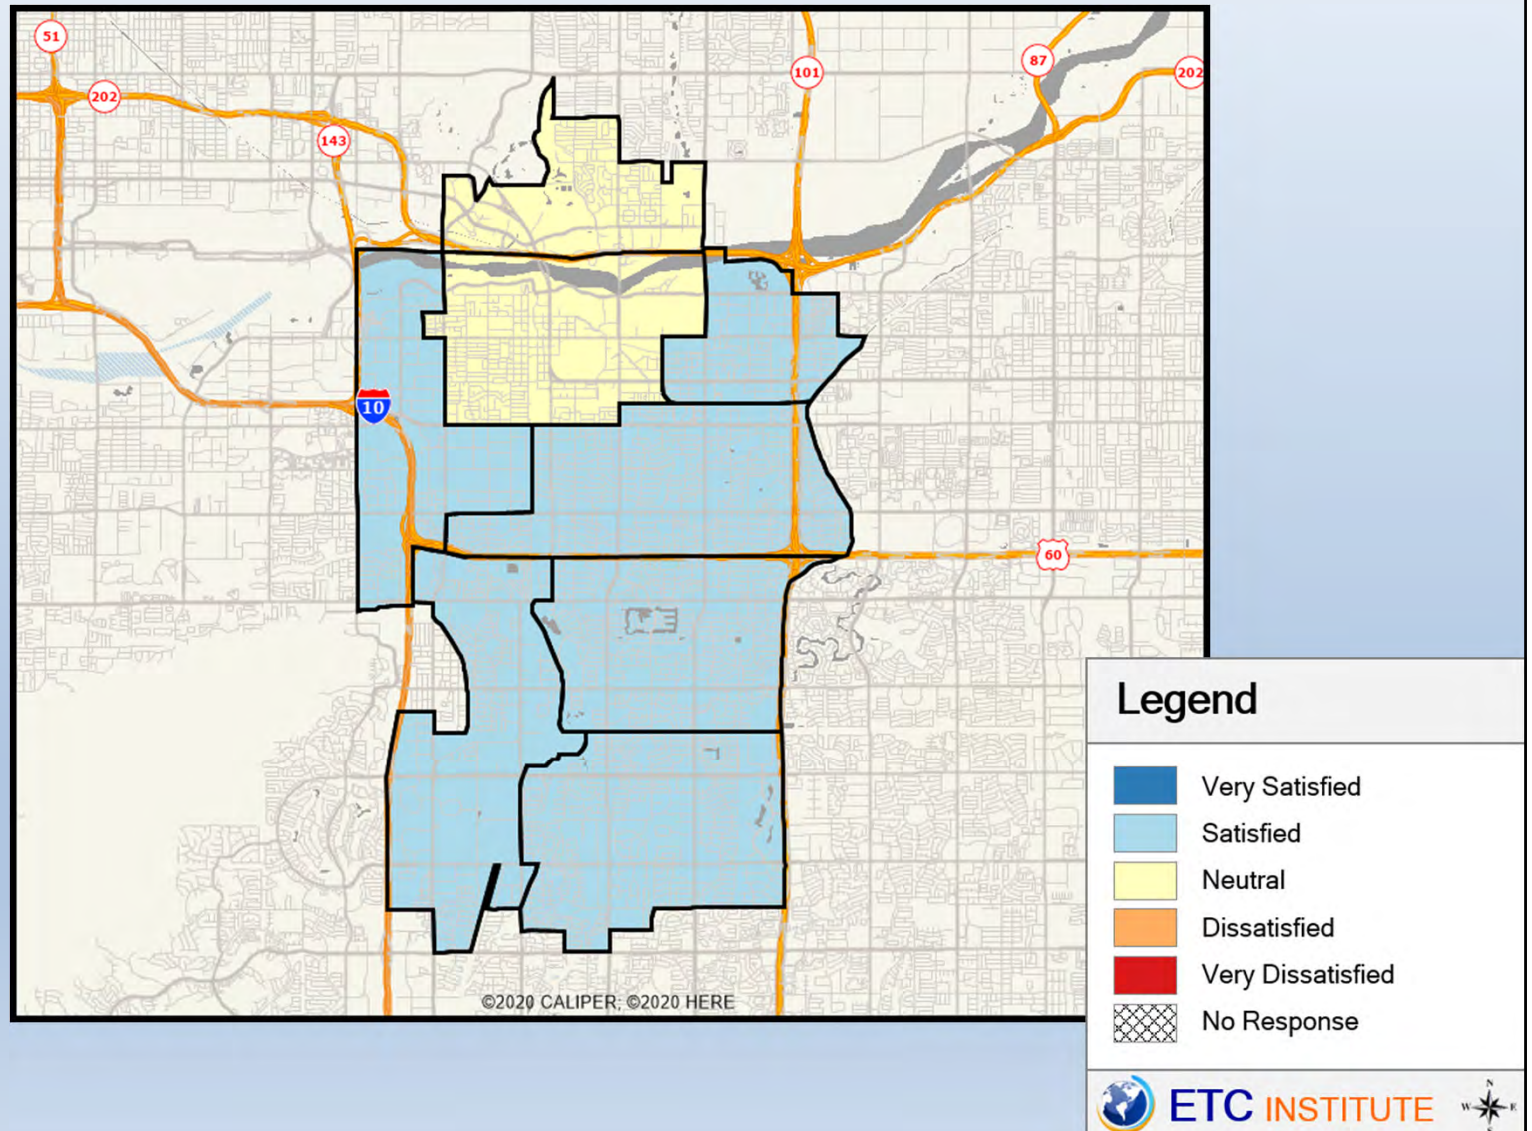 51
202
143
101
87
202
10
60
©2020 CALIPER; ©2020 HERE
Legend
Very Satisfied
Satisfied
Neutral
Dissatisfied
Very Dissatisfied
No Response
ETC INSTITUTE
N
W E
S